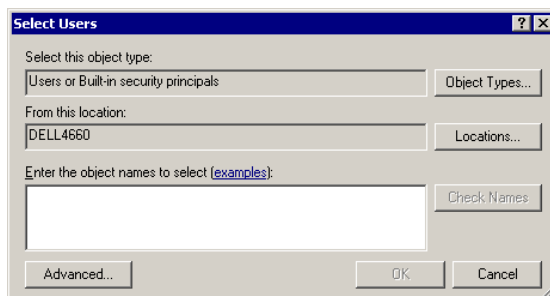 Select Users
Select this object type:
Users or Built-in security principals
Object Types...
From this location:
DELL4660
Locations...
Enter the object names to select (examples):
Check Names
Advanced...
OK
Cancel